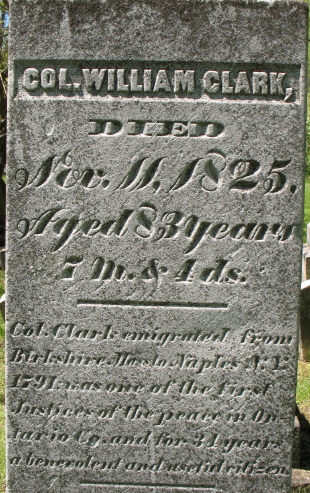 COL. WILLIAM CLARK,
DIED
Nov. 11, 1825.
Aged 83 Years
7 M. & 4 ds.
Col. Clark emigrated from
Birkshire Mass. to Naples N.Y.
1791, was one of the first
Justices of the peace in On-
tario Co. and for 34 years
a benevolent and useful citizen.